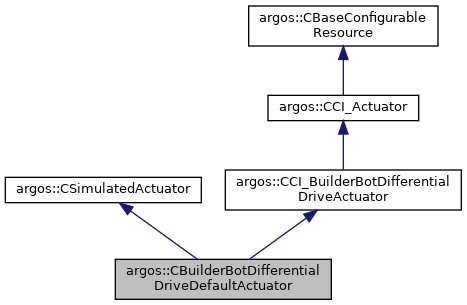 argos::CBaseConfigurable
Resource
argos::CCI_Actuator
argos::CSimulatedActuator
argos::CCI_BuilderBotDifferential
DriveActuator
argos::CBuilderBotDifferential
DriveDefaultActuator